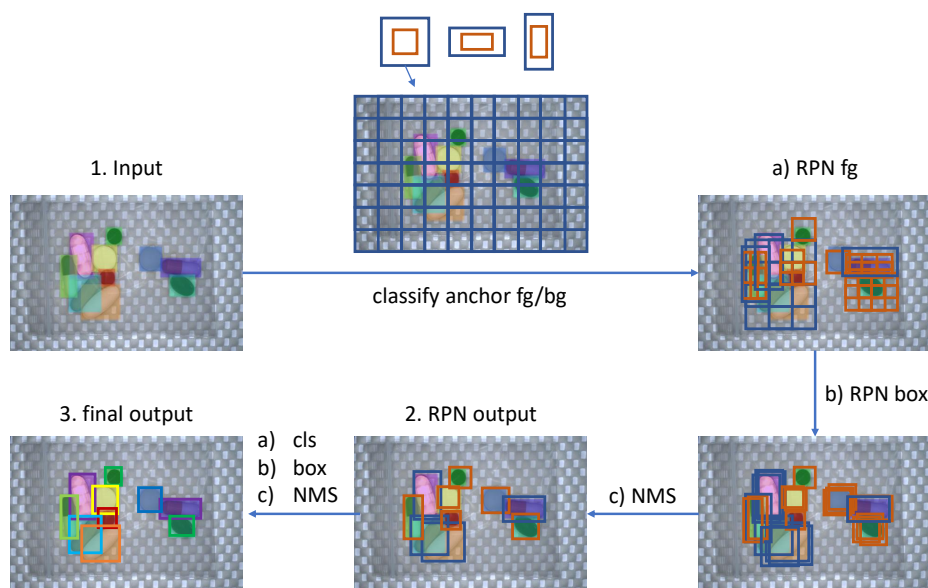 1. Input
a) RPN fg
classify anchor fg/bg
b) RPN box
3. final output
a) cls
b) box
c) NMS
2. RPN output
c) NMS